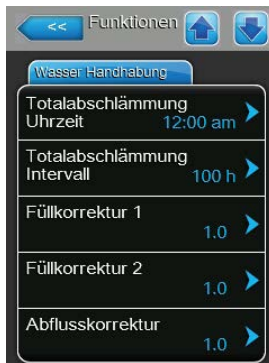 << Funktionen
Wasser Handhabung
Totalabschlämmung
Uhrzeit 12:00 am
Totalabschlämmung
Intervall 100 h
Füllkorrektur 1
1.0
Füllkorrektur 2
1.0
Abflusskorrektur
1.0